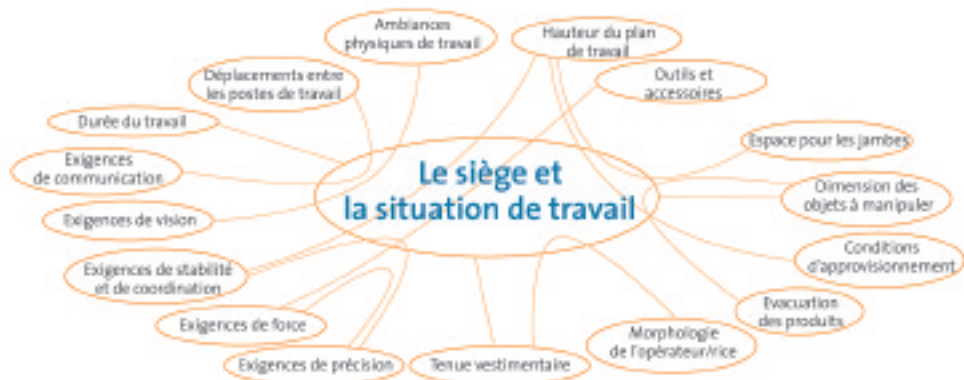 Ambiances
physiques de travail
Hauteur du plan
de travail
Déplacements entre
les postes de travail
Outils et
accessoires
Durée du travail
Espace pour les jambes
Exigences
de communication
Le siège et
la situation de travail
Dimension des
objets à manipuler
Exigences de vision
Conditions
d'approvisionnement
Exigences de stabilité
et de coordination
Evacuation
des produits
Exigences de force
Morphologie
de l'opérateur/rice
Exigences de précision
Tenue vestimentaire